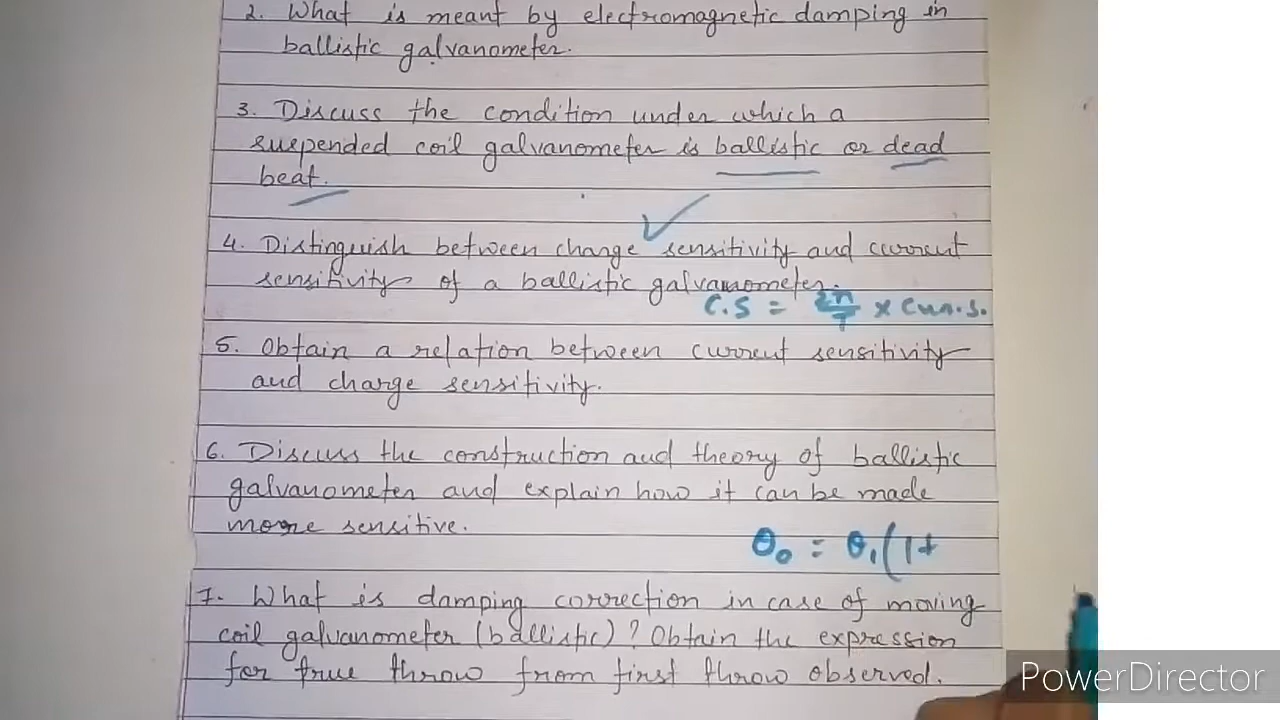 2. What is meant by electromagnetic damping in
ballistic galvanometer.
3. Discuss the condition under which a
suspended coil galvanometer is ballistic or dead
beat.
4. Distinguish between charge sensitivity and current
sensitivity of a ballistic galvanometer.
C.S = 2π/T × Curr.S.
5. Obtain a relation between current sensitivity
and charge sensitivity.
6. Discuss the construction and theory of ballistic
galvanometer and explain how it can be made
more sensitive.
θ₀ = θ₁(1+
7. What is damping correction in case of moving
coil galvanometer (ballistic)? Obtain the expression
for true throw from first throw observed.
PowerDirector